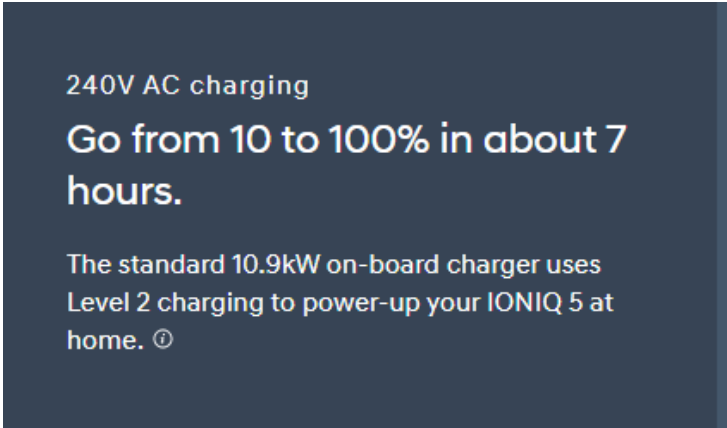 240V AC charging
Go from 10 to 100% in about 7
hours.
The standard 10.9kW on-board charger uses
Level 2 charging to power-up your IONIQ 5 at
home. ⓘ